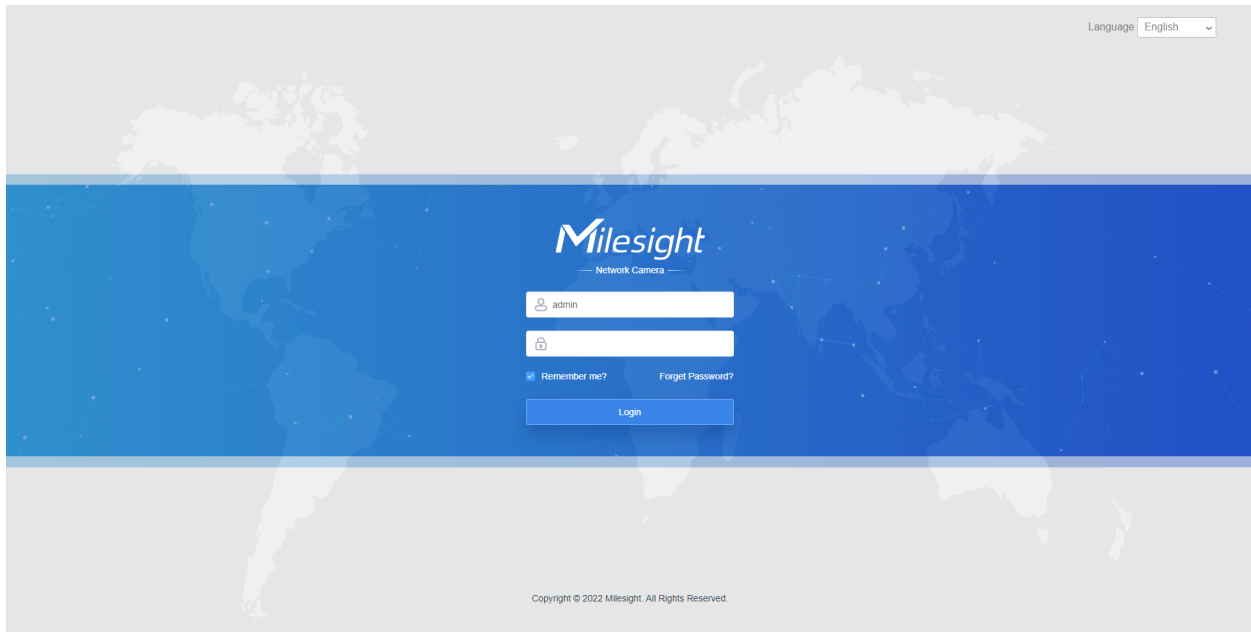 Language English
Milesight
Network Camera
admin
Remember me? Forget Password?
Login
Copyright © 2022 Milesight. All Rights Reserved.